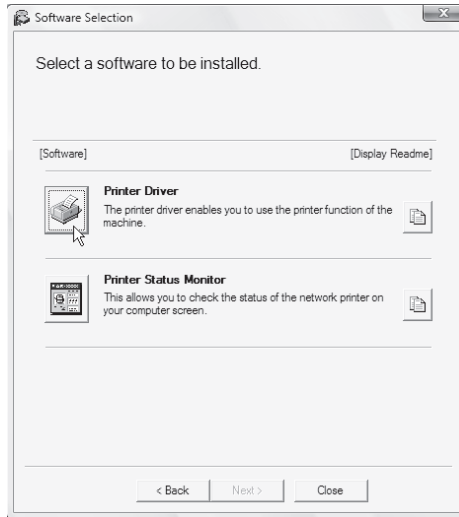 Software Selection
Select a software to be installed.
[Software] [Display Readme]
Printer Driver
The printer driver enables you to use the printer function of the
machine.
Printer Status Monitor
This allows you to check the status of the network printer on
your computer screen.
< Back Next > Close